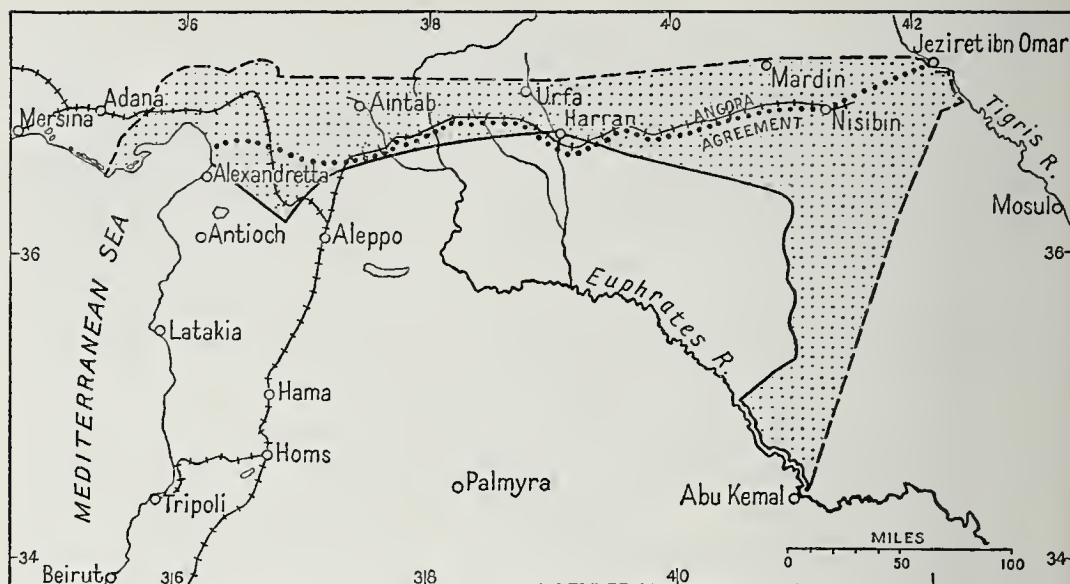 36
38
40
42
Jeziret ibn Omar
Mersina
Adana
Aintab
Urfa
Mardin
Harran
ANGORA
AGREEMENT
Nisibin
Tigris R.
Alexandretta
Mosul
Antioch
Aleppo
36
36
MEDITERRANEAN SEA
Euphrates R.
Latakia
Hama
Homs
Palmyra
Abu Kemal
Tripoli
MILES
0 50 100
34
34
Beirut
36
38
40